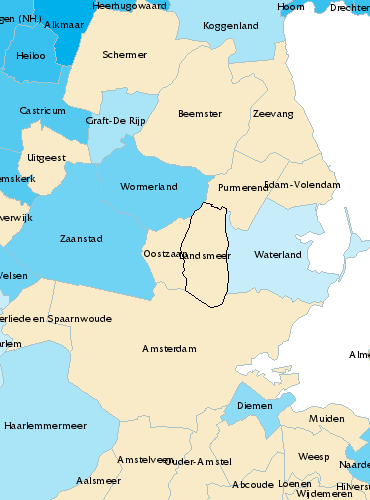 Heerhugowaard
Hoorn
Drechter
gen (NH.)
Alkmaar
Koggenland
Heiloo
Schermer
Castricum
Graft-De Rijp
Beemster
Zeevang
Uitgeest
emskerk
Wormerland
Purmerend
Edam-Volendam
verwijk
Zaanstad
Oostzaan
Landsmeer
Waterland
Velsen
erliede en Spaarnwoude
arlem
Amsterdam
Alme
Diemen
Haarlemmermeer
Muiden
Amstelveen
Ouder-Amstel
Weesp
Naarde
Aalsmeer
Abcoude
Loenen
Hilvers
Wijdemeren